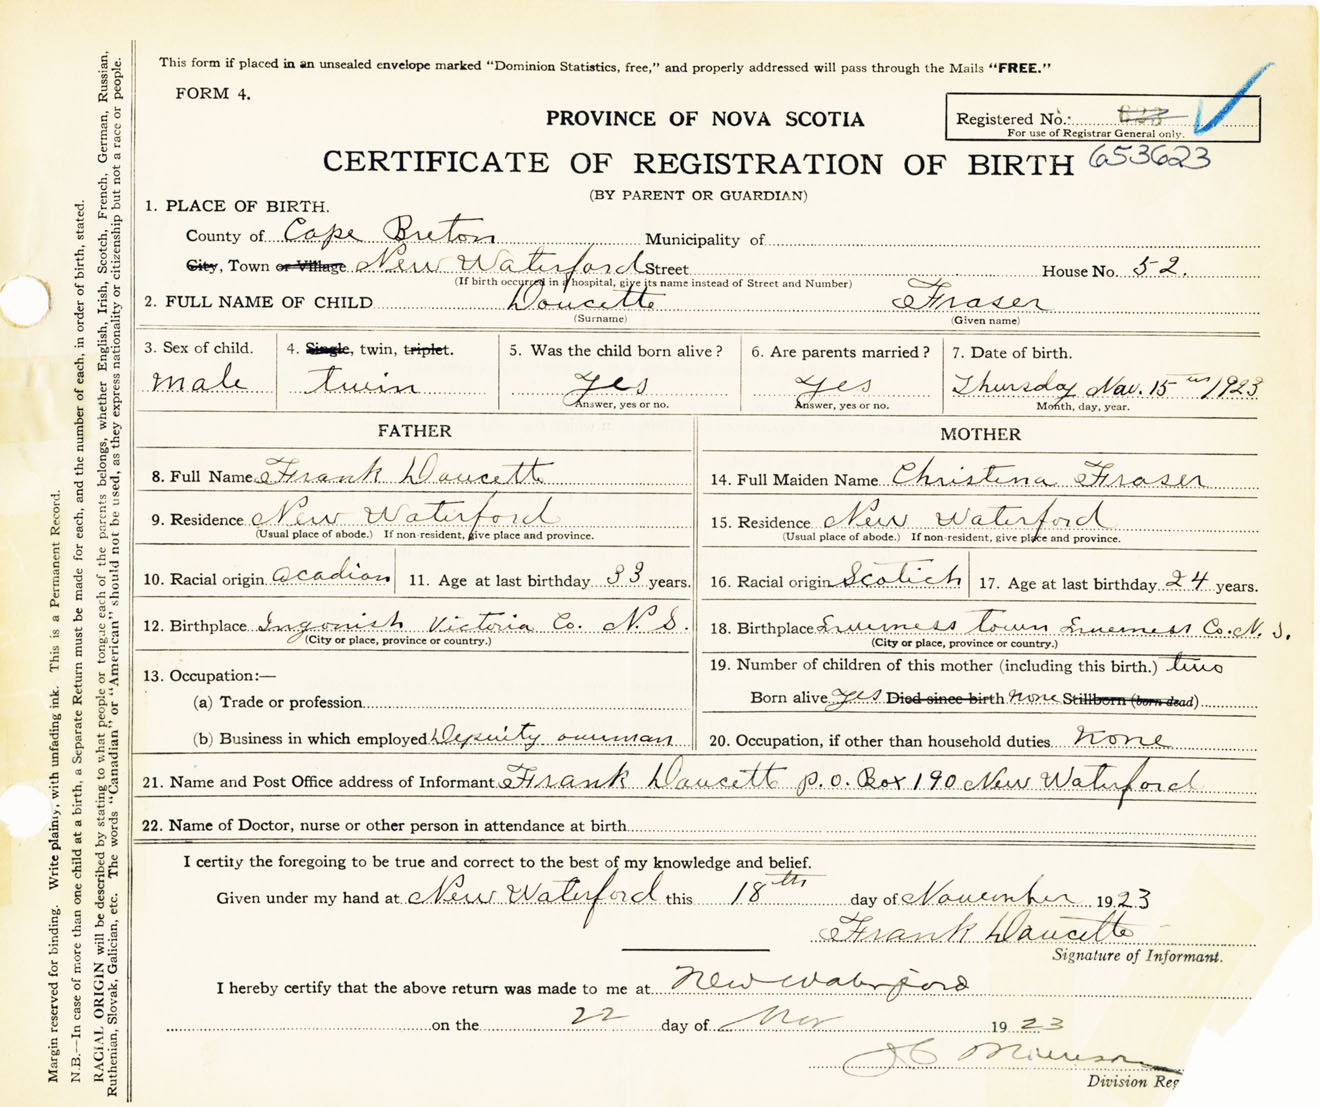 This form if placed in an unsealed envelope marked "Dominion Statistics, free," and properly addressed will pass through the Mails "FREE."
FORM 4.
PROVINCE OF NOVA SCOTIA
Registered No.: 623
For use of Registrar General only.
CERTIFICATE OF REGISTRATION OF BIRTH 653623
(BY PARENT OR GUARDIAN)
1. PLACE OF BIRTH.
County of Cape Breton Municipality of
City, Town or Village New Waterford Street House No. 52.
(If birth occurred in a hospital, give its name instead of Street and Number)
2. FULL NAME OF CHILD Doucette Fraser
(Surname) (Given name)
3. Sex of child. 4. Single, twin, triplet. 5. Was the child born alive? 6. Are parents married? 7. Date of birth.
male twin yes yes Thursday Nov. 15th 1923
Answer, yes or no. Answer, yes or no. Month, day, year.
FATHER
8. Full Name Frank Doucett
9. Residence New Waterford
(Usual place of abode.) If non-resident, give place and province.
10. Racial origin Acadian 11. Age at last birthday 33 years.
12. Birthplace Ingonish Victoria Co. N. S.
(City or place, province or country.)
13. Occupation:—
(a) Trade or profession
(b) Business in which employed Depuity overman
MOTHER
14. Full Maiden Name Christena Fraser
15. Residence New Waterford
(Usual place of abode.) If non-resident, give place and province.
16. Racial origin Scotich 17. Age at last birthday 24 years.
18. Birthplace Inverness town Inverness Co. N. S.
(City or place, province or country.)
19. Number of children of this mother (including this birth.) two
Born alive yes Died since birth none Stillborn (born dead)
20. Occupation, if other than household duties none
21. Name and Post Office address of Informant Frank Doucett P.O. Box 190 New Waterford
22. Name of Doctor, nurse or other person in attendance at birth
I certity the foregoing to be true and correct to the best of my knowledge and belief.
Given under my hand at New Waterford this 18th day of November 1923
Frank Doucette
Signature of Informant.
I hereby certify that the above return was made to me at New Waterford
on the 22 day of Nov 1923
Division Reg
Margin reserved for binding. Write plainly, with unfading ink. This is a Permanent Record.
N.B.—In case of more than one child at a birth, a Separate Return must be made for each, and the number of each, in order of birth, stated.
RACIAL ORIGIN will be described by stating to what people or tongue each of the parents belongs, whether English, Irish, Scotch, French, German, Russian,
Ruthenian, Slovak, Galician, etc. The words "Canadian" or "American" should not be used, as they express nationality or citizenship but not a race or people.